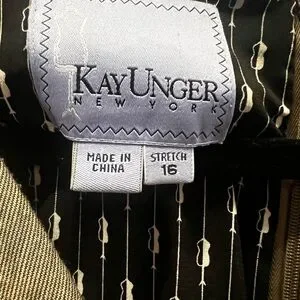 KAY UNGER
NEW YORK
MADE IN
CHINA
STRETCH
16